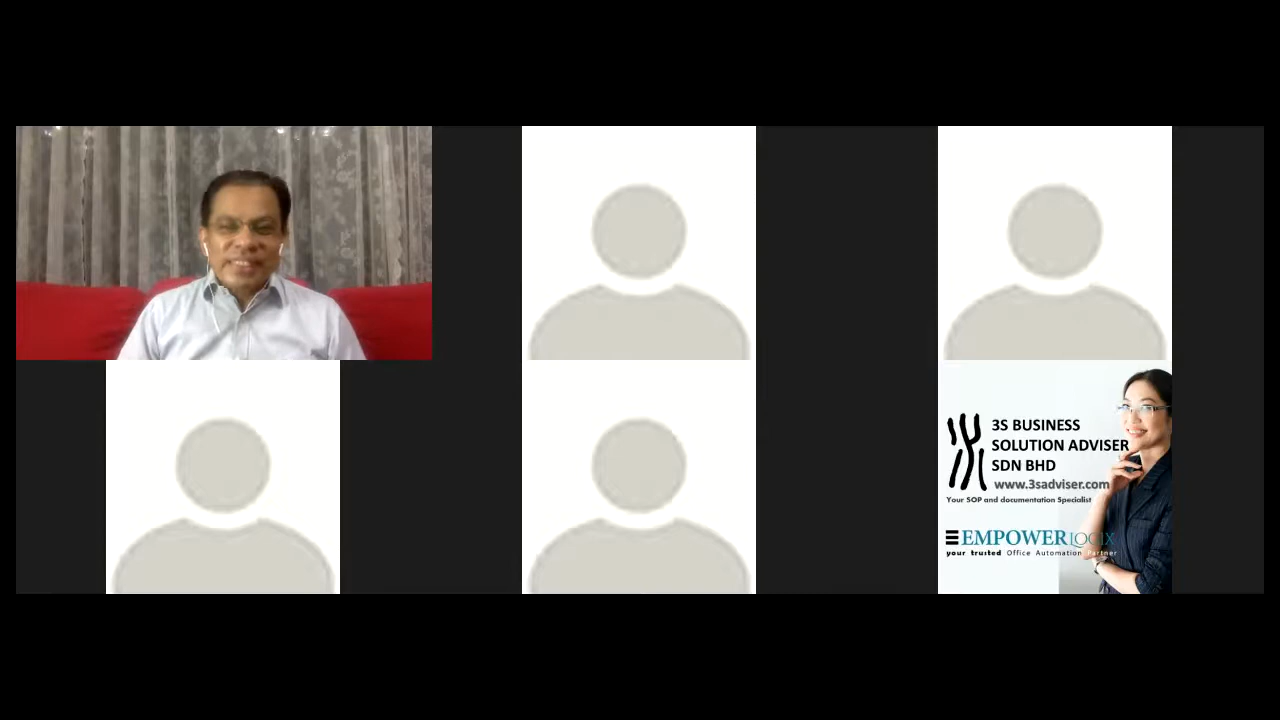 3S BUSINESS
SOLUTION ADVISER
SDN BHD
www.3sadviser.com
Your SOP and documentation Specialist
EMPOWERLOGIX
your trusted Office Automation Partner